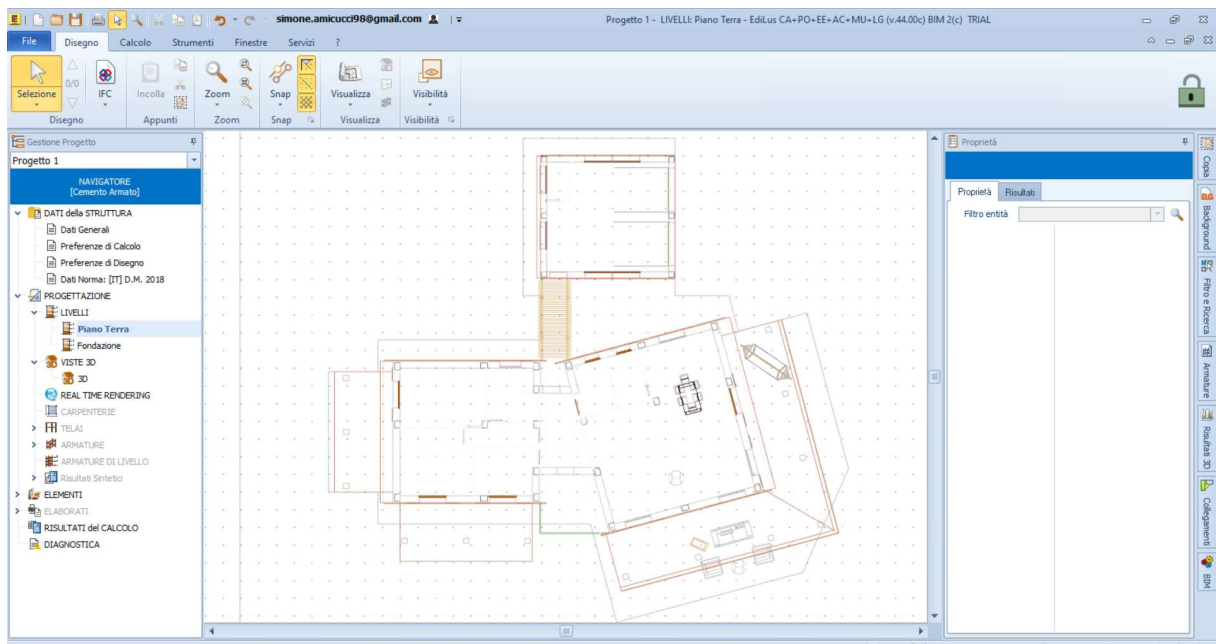 simone.amicucci98@gmail.com
Progetto 1 - LIVELLI: Piano Terra - EdiLus CA+PO+EE+AC+MU+LG (v.44.00c) BIM 2(c) TRIAL
File Disegno Calcolo Strumenti Finestre Servizi ?
Selezione 0/0 IFC Incolla Zoom Snap Visualizza Visibilità
Disegno Appunti Zoom Snap Visualizza Visibilità
Gestione Progetto
Progetto 1
NAVIGATORE
[Cemento Armato]
DATI della STRUTTURA
Dati Generali
Preferenze di Calcolo
Preferenze di Disegno
Dati Norma: [IT] D.M. 2018
PROGETTAZIONE
LIVELLI
Piano Terra
Fondazione
VISTE 3D
3D
REAL TIME RENDERING
CARPENTERIE
TELAI
ARMATURE
ARMATURE DI LIVELLO
Risultati Sintetici
ELEMENTI
ELABORATI
RISULTATI del CALCOLO
DIAGNOSTICA
Proprietà
Proprietà Risultati
Filtro entità
Copia
BG
Background
Filtro e Ricerca
Armature
Risultati 3D
Collegamenti
BIM